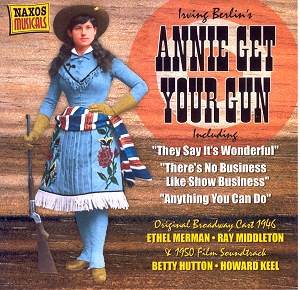 NAXOS
MUSICALS
Irving Berlin's
ANNIE GET
YOUR GUN
Including
"They Say It's Wonderful"
"There's No Business
Like Show Business"
"Anything You Can Do"
Original Broadway Cast 1946
ETHEL MERMAN • RAY MIDDLETON
& 1950 Film Soundtrack
BETTY HUTTON • HOWARD KEEL